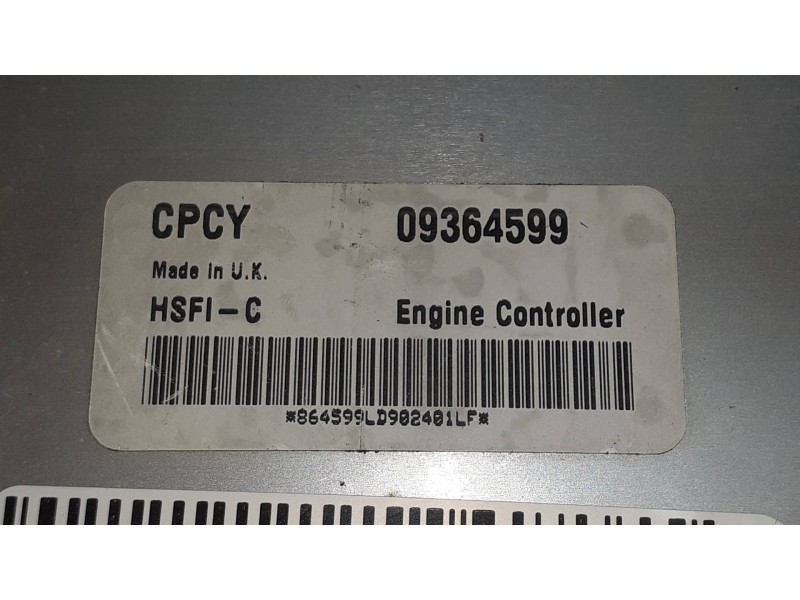 CPCY 09364599
Made in U.K.
HSFI-C Engine Controller
*864599LD902401LF*